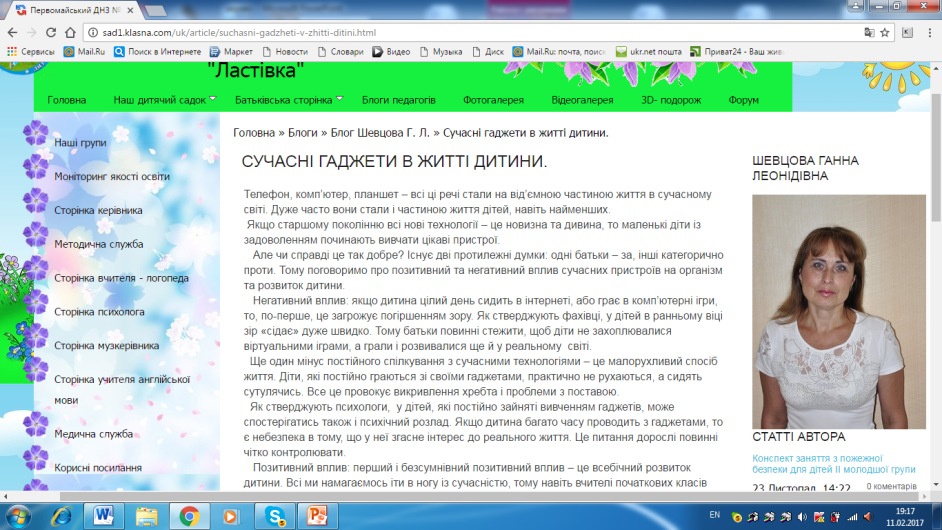 Первомайський ДНЗ №
sad1.klasna.com/uk/article/suchasni-gadzheti-v-zhitti-ditini.html
Сервисы
Mail.Ru
Поиск в Интернете
Маркет
Новости
Словари
Видео
Музыка
Диск
Mail.Ru: почта, поиск
ukr.net пошта
Приват24 - Ваш жив
"Ластівка"
Головна
Наш дитячий садок
Батьківська сторінка
Блоги педагогів
Фотогалерея
Відеогалерея
3D- подорож
Форум
Наші групи
Моніторинг якості освіти
Сторінка керівника
Методична служба
Сторінка вчителя - логопеда
Сторінка психолога
Сторінка музкерівника
Сторінка учителя англійської
мови
Медична служба
Корисні посилання
Головна » Блоги » Блог Шевцова Г. Л. » Сучасні гаджети в житті дитини.
СУЧАСНІ ГАДЖЕТИ В ЖИТТІ ДИТИНИ.
Телефон, комп'ютер, планшет – всі ці речі стали на від'ємною частиною життя в сучасному
світі. Дуже часто вони стали і частиною життя дітей, навіть найменших.
Якщо старшому поколінню всі нові технології – це новизна та дивина, то маленькі діти із
задоволенням починають вивчати цікаві пристрої.
Але чи справді це так добре? Існує дві протилежні думки: одні батьки – за, інші категорично
проти. Тому поговоримо про позитивний та негативний вплив сучасних пристроїв на організм
та розвиток дитини.
Негативний вплив: якщо дитина цілий день сидить в інтернеті, або грає в комп'ютерні ігри,
то, по-перше, це загрожує погіршенням зору. Як стверджують фахівці, у дітей в ранньому віці
зір «сідає» дуже швидко. Тому батьки повинні стежити, щоб діти не захоплювалися
віртуальними іграми, а грали і розвивалися ще й у реальному світі.
Ще один мінус постійного спілкування з сучасними технологіями – це малорухливий спосіб
життя. Діти, які постійно граються зі своїми гаджетами, практично не рухаються, а сидять
сутулячись. Все це провокує викривлення хребта і проблеми з поставою.
Як стверджують психологи, у дітей, які постійно зайняті вивченням гаджетів, може
спостерігатись також і психічний розлад. Якщо дитина багато часу проводить з гаджетами, то
є небезпека в тому, що у неї згасне інтерес до реального життя. Це питання дорослі повинні
чітко контролювати.
Позитивний вплив: перший і безсумнівний позитивний вплив – це всебічний розвиток
дитини. Всі ми намагаємось іти в ногу із сучасністю, тому навіть вчителі початкових класів
ШЕВЦОВА ГАННА
ЛЕОНІДІВНА
СТАТТІ АВТОРА
Конспект заняття з пожежної
безпеки для дітей ІІ молодшої групи
23 Листопад, 14:22
0 коментарів
EN
19:17
11.02.2017